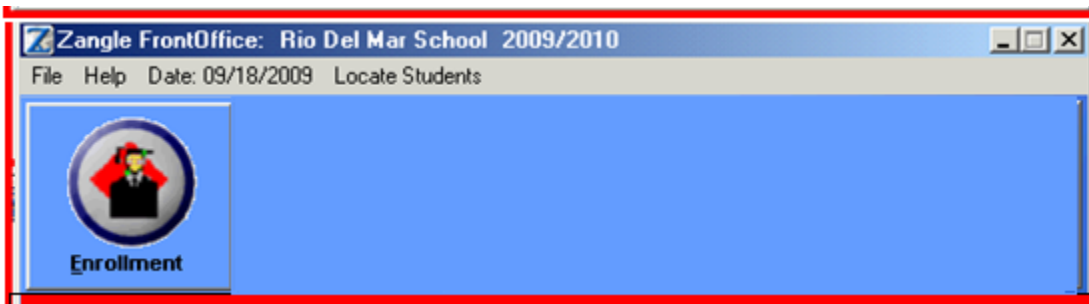 Zangle FrontOffice: Rio Del Mar School 2009/2010
File Help Date: 09/18/2009 Locate Students
Enrollment